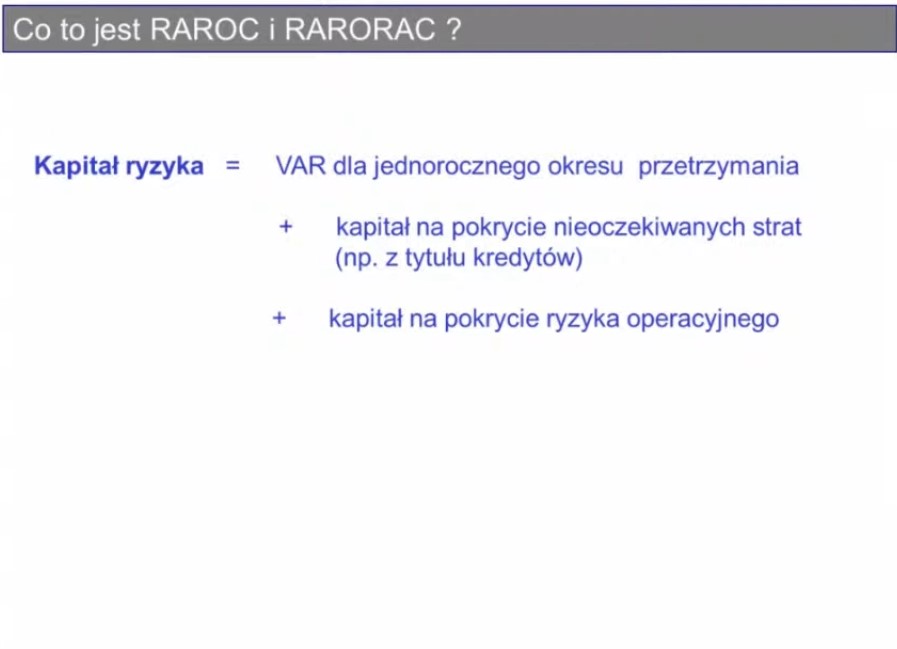 Co to jest RAROC i RARORAC ?
Kapitał ryzyka = VAR dla jednorocznego okresu przetrzymania
+ kapitał na pokrycie nieoczekiwanych strat
(np. z tytułu kredytów)
+ kapitał na pokrycie ryzyka operacyjnego